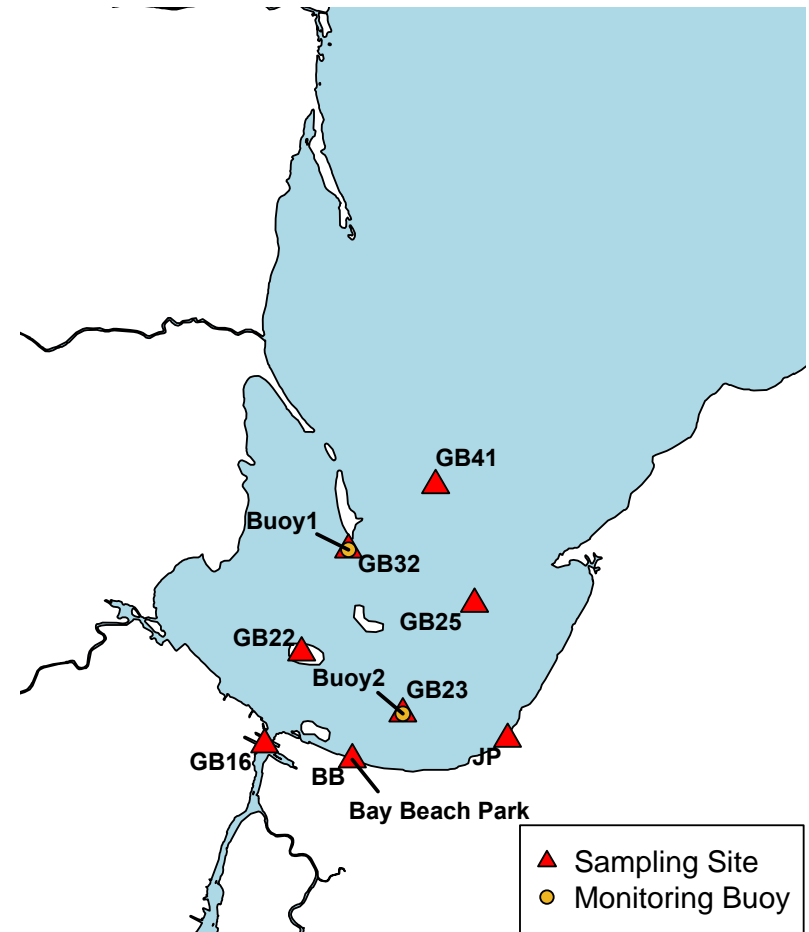 GB41
Buoy1
GB32
GB25
GB22
Buoy2
GB23
GB16
BB
JP
Bay Beach Park
Sampling Site
Monitoring Buoy